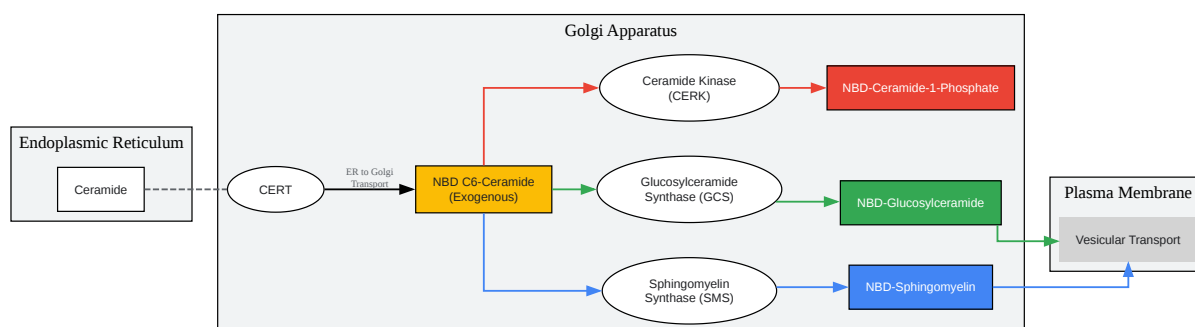 Golgi Apparatus
Ceramide Kinase
(CERK)
NBD-Ceramide-1-Phosphate
Endoplasmic Reticulum
Ceramide
CERT
ER to Golgi
Transport
NBD C6-Ceramide
(Exogenous)
Glucosylceramide
Synthase (GCS)
NBD-Glucosylceramide
Plasma Membrane
Vesicular Transport
Sphingomyelin
Synthase (SMS)
NBD-Sphingomyelin